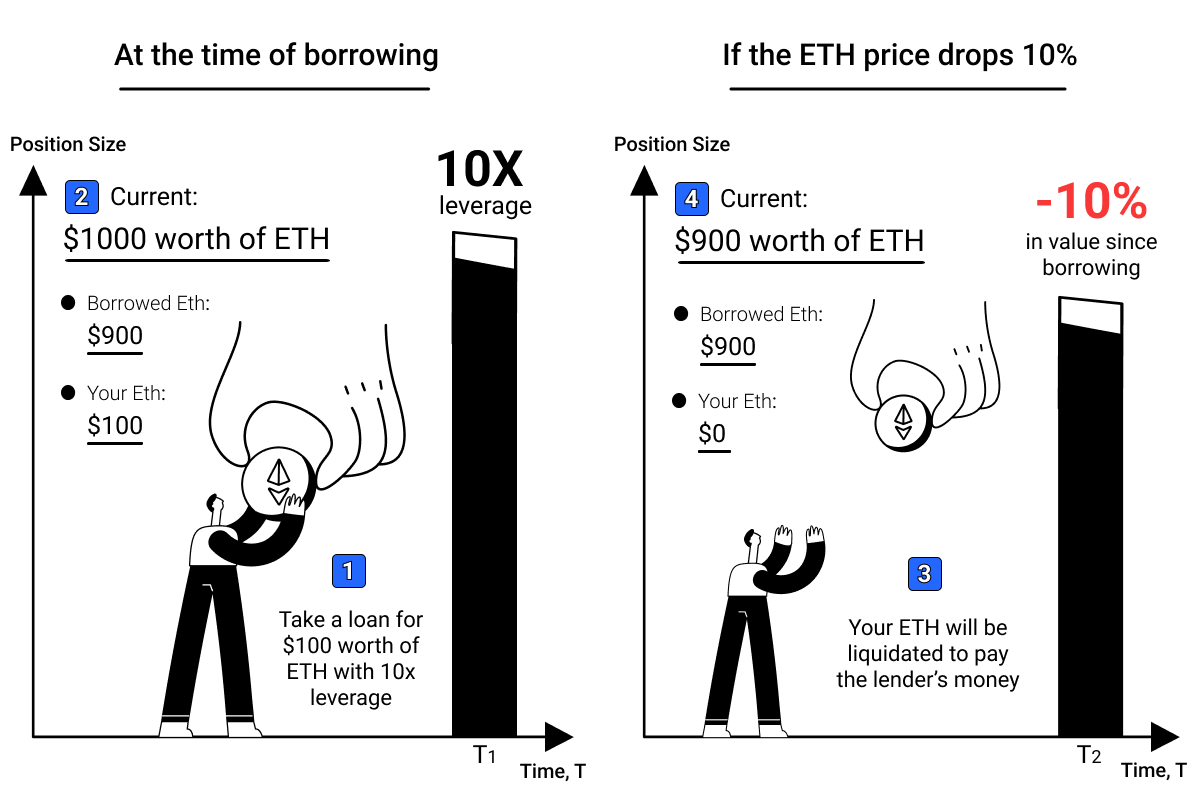 At the time of borrowing
Position Size
10X
leverage
2 Current:
$1000 worth of ETH
Borrowed Eth:
$900
Your Eth:
$100
1
Take a loan for
$100 worth of
ETH with 10x
leverage
T1
Time, T
If the ETH price drops 10%
Position Size
4 Current:
$900 worth of ETH
-10%
in value since
borrowing
Borrowed Eth:
$900
Your Eth:
$0
3
Your ETH will be
liquidated to pay
the lender’s money
T2
Time, T